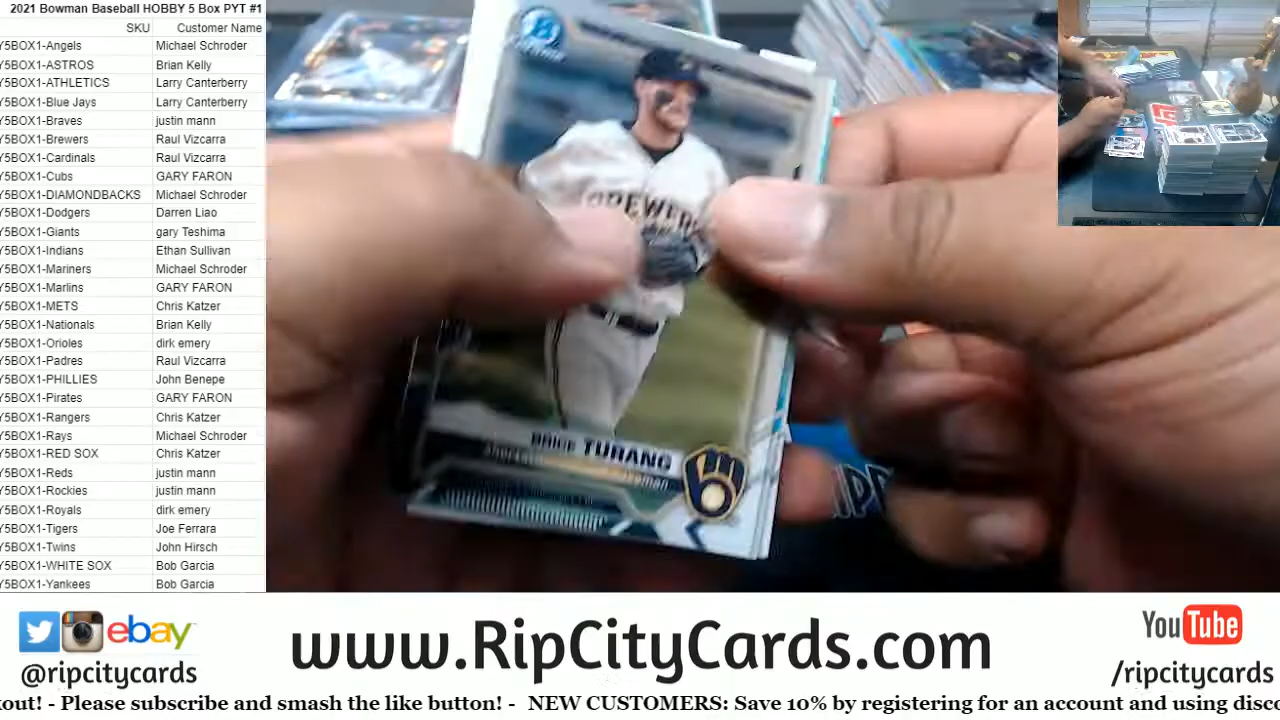 2021 Bowman Baseball HOBBY 5 Box PYT #1
SKU Customer Name
Y5BOX1-Angels Michael Schroder
Y5BOX1-ASTROS Brian Kelly
Y5BOX1-ATHLETICS Larry Canterberry
Y5BOX1-Blue Jays Larry Canterberry
Y5BOX1-Braves justin mann
Y5BOX1-Brewers Raul Vizcarra
Y5BOX1-Cardinals Raul Vizcarra
Y5BOX1-Cubs GARY FARON
Y5BOX1-DIAMONDBACKS Michael Schroder
Y5BOX1-Dodgers Darren Liao
Y5BOX1-Giants gary Teshima
Y5BOX1-Indians Ethan Sullivan
Y5BOX1-Mariners Michael Schroder
Y5BOX1-Marlins GARY FARON
Y5BOX1-METS Chris Katzer
Y5BOX1-Nationals Brian Kelly
Y5BOX1-Orioles dirk emery
Y5BOX1-Padres Raul Vizcarra
Y5BOX1-PHILLIES John Benepe
Y5BOX1-Pirates GARY FARON
Y5BOX1-Rangers Chris Katzer
Y5BOX1-Rays Michael Schroder
Y5BOX1-RED SOX Chris Katzer
Y5BOX1-Reds justin mann
Y5BOX1-Rockies justin mann
Y5BOX1-Royals dirk emery
Y5BOX1-Tigers Joe Ferrara
Y5BOX1-Twins John Hirsch
Y5BOX1-WHITE SOX Bob Garcia
Y5BOX1-Yankees Bob Garcia
BREWERS
BRICE TURANG
ebay
@ripcitycards
www.RipCityCards.com
YouTube
/ripcitycards
out! - Please subscribe and smash the like button! - NEW CUSTOMERS: Save 10% by registering for an account and using disc